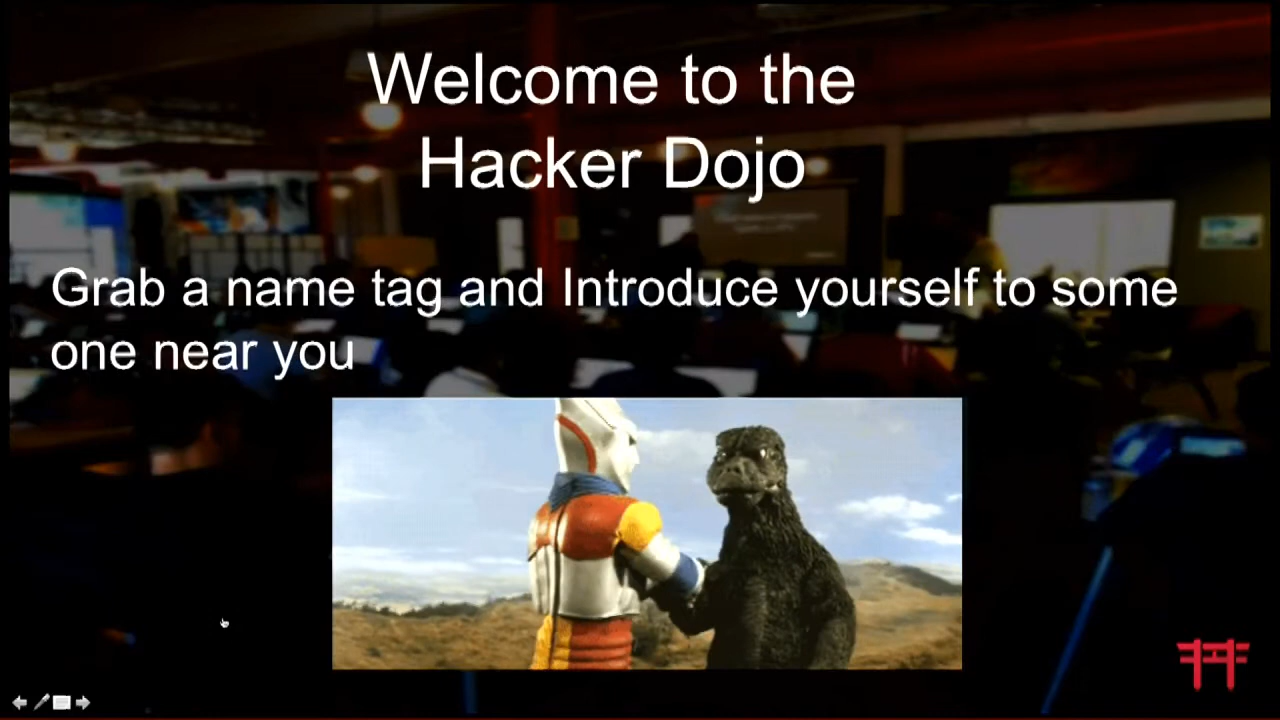 Welcome to the
Hacker Dojo
Grab a name tag and Introduce yourself to some
one near you